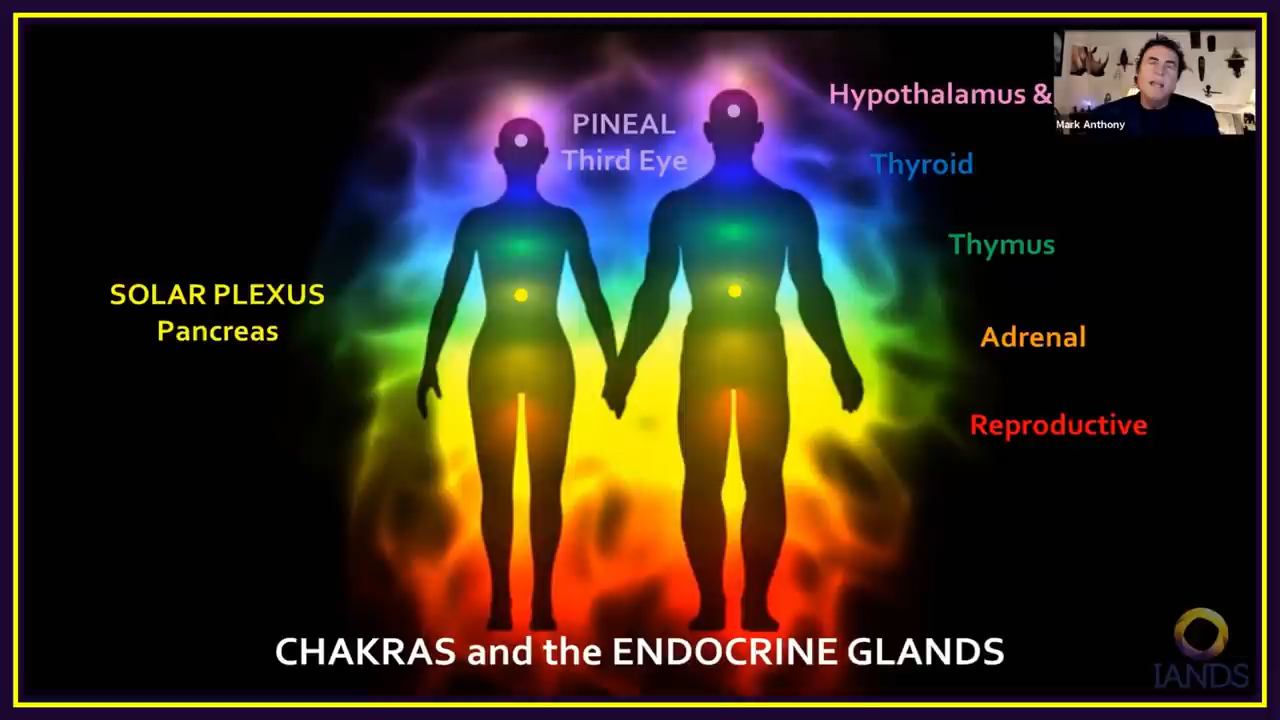 Hypothalamus &
Mark Anthony
PINEAL
Third Eye
Thyroid
Thymus
SOLAR PLEXUS
Pancreas
Adrenal
Reproductive
CHAKRAS and the ENDOCRINE GLANDS
IANDS